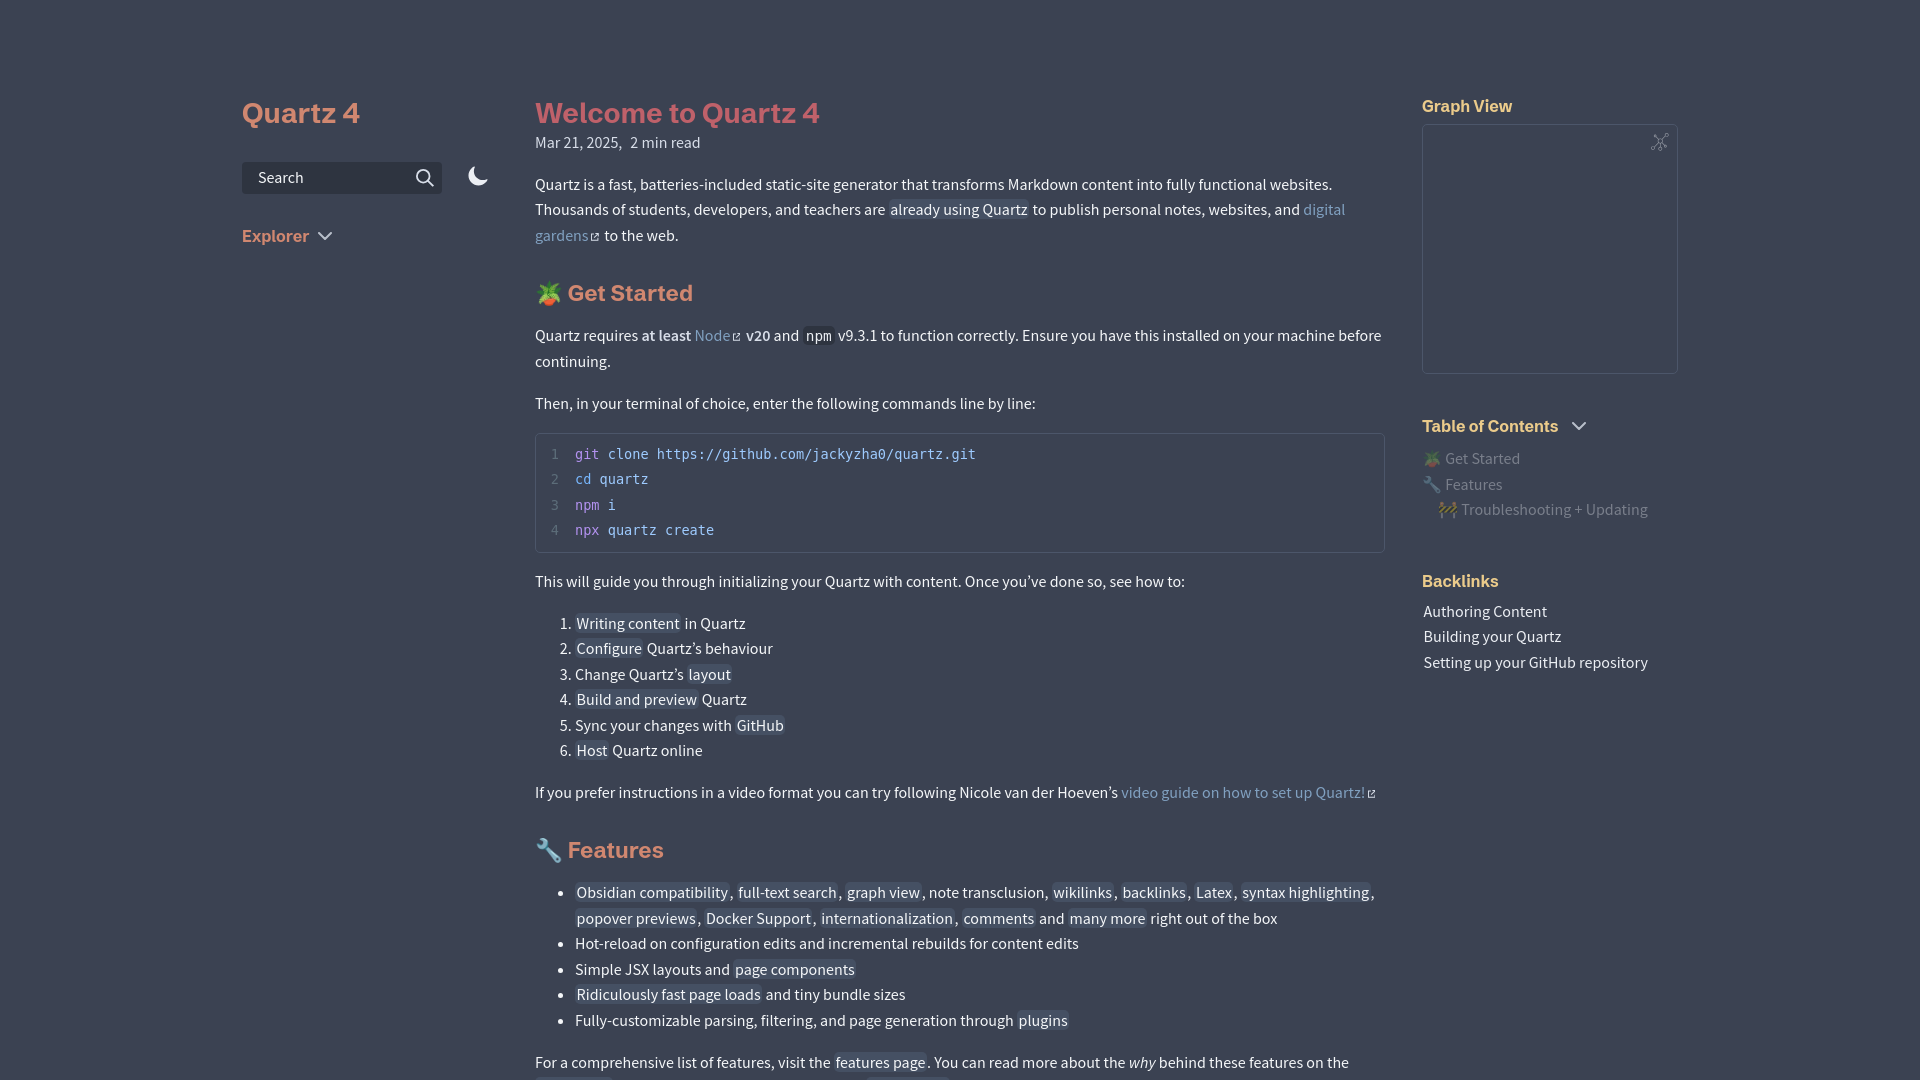 Quartz 4
Search
Explorer
Welcome to Quartz 4
Mar 21, 2025, 2 min read
Quartz is a fast, batteries-included static-site generator that transforms Markdown content into fully functional websites.
Thousands of students, developers, and teachers are already using Quartz to publish personal notes, websites, and digital
gardens to the web.
🪴 Get Started
Quartz requires at least Node v20 and npm v9.3.1 to function correctly. Ensure you have this installed on your machine before
continuing.
Then, in your terminal of choice, enter the following commands line by line:
1 git clone https://github.com/jackyzha0/quartz.git
2 cd quartz
3 npm i
4 npx quartz create
This will guide you through initializing your Quartz with content. Once you’ve done so, see how to:
1. Writing content in Quartz
2. Configure Quartz’s behaviour
3. Change Quartz’s layout
4. Build and preview Quartz
5. Sync your changes with GitHub
6. Host Quartz online
If you prefer instructions in a video format you can try following Nicole van der Hoeven’s video guide on how to set up Quartz!
🔧 Features
• Obsidian compatibility, full-text search, graph view, note transclusion, wikilinks, backlinks, Latex, syntax highlighting,
popover previews, Docker Support, internationalization, comments and many more right out of the box
• Hot-reload on configuration edits and incremental rebuilds for content edits
• Simple JSX layouts and page components
• Ridiculously fast page loads and tiny bundle sizes
• Fully-customizable parsing, filtering, and page generation through plugins
For a comprehensive list of features, visit the features page. You can read more about the why behind these features on the
Graph View
Table of Contents
🪴 Get Started
🔧 Features
🚧 Troubleshooting + Updating
Backlinks
Authoring Content
Building your Quartz
Setting up your GitHub repository